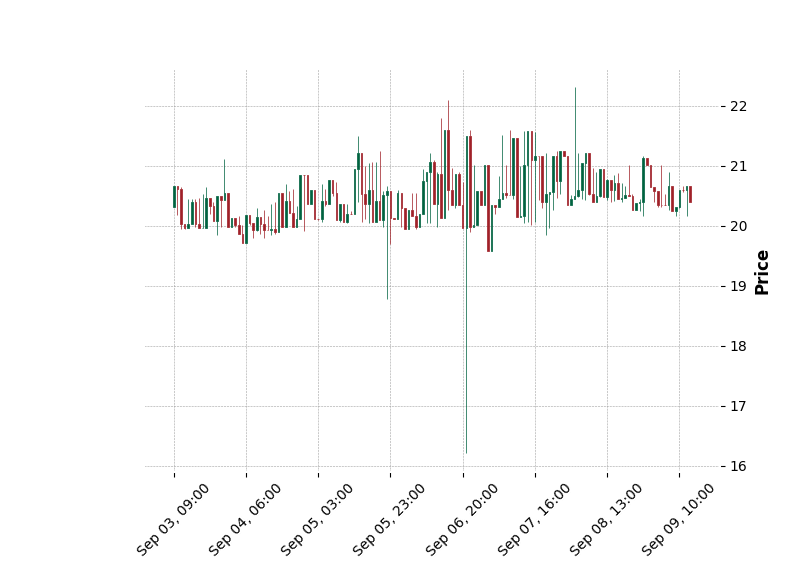 22
21
20
19
18
17
16
Price
Sep 03, 09:00
Sep 04, 06:00
Sep 05, 03:00
Sep 05, 23:00
Sep 06, 20:00
Sep 07, 16:00
Sep 08, 13:00
Sep 09, 10:00